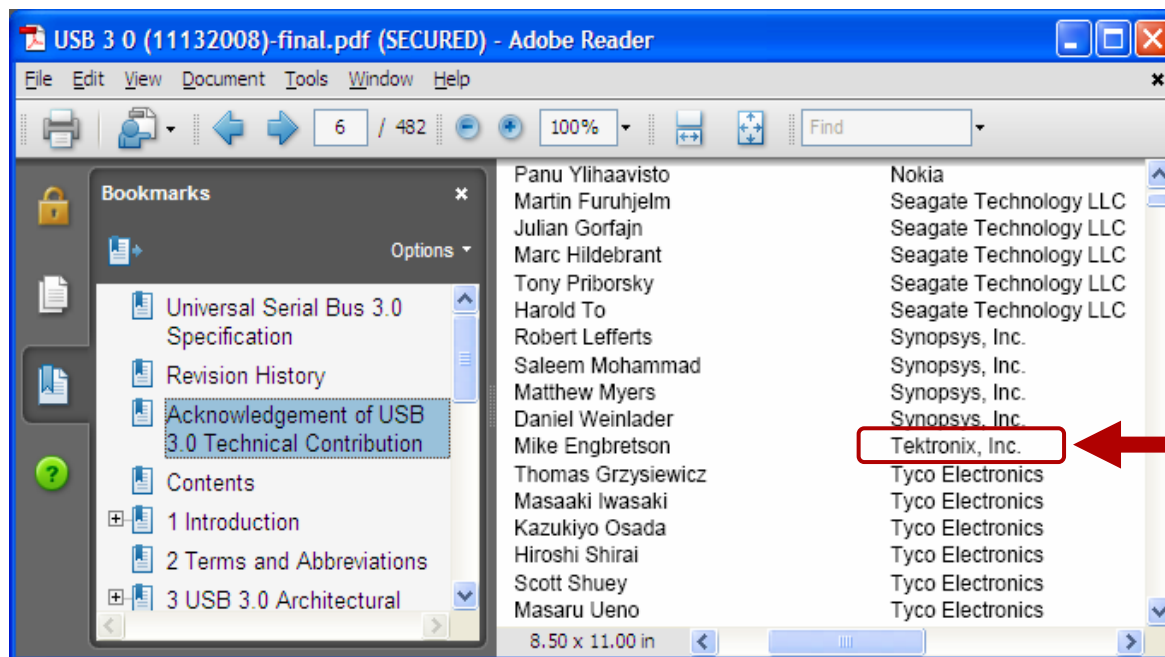 USB 3 0 (11132008)-final.pdf (SECURED) - Adobe Reader
File Edit View Document Tools Window Help
6 / 482 100% Find
Bookmarks
Options
Universal Serial Bus 3.0
Specification
Revision History
Acknowledgement of USB
3.0 Technical Contribution
Contents
1 Introduction
2 Terms and Abbreviations
3 USB 3.0 Architectural
Panu Ylihaavisto Nokia
Martin Furuhjelm Seagate Technology LLC
Julian Gorfajn Seagate Technology LLC
Marc Hildebrant Seagate Technology LLC
Tony Priborsky Seagate Technology LLC
Harold To Seagate Technology LLC
Robert Lefferts Synopsys, Inc.
Saleem Mohammad Synopsys, Inc.
Matthew Myers Synopsys, Inc.
Daniel Weinlader Synopsys, Inc.
Mike Engbretson Tektronix, Inc.
Thomas Grzysiewicz Tyco Electronics
Masaaki Iwasaki Tyco Electronics
Kazukiyo Osada Tyco Electronics
Hiroshi Shirai Tyco Electronics
Scott Shuey Tyco Electronics
Masaru Ueno Tyco Electronics
8.50 x 11.00 in